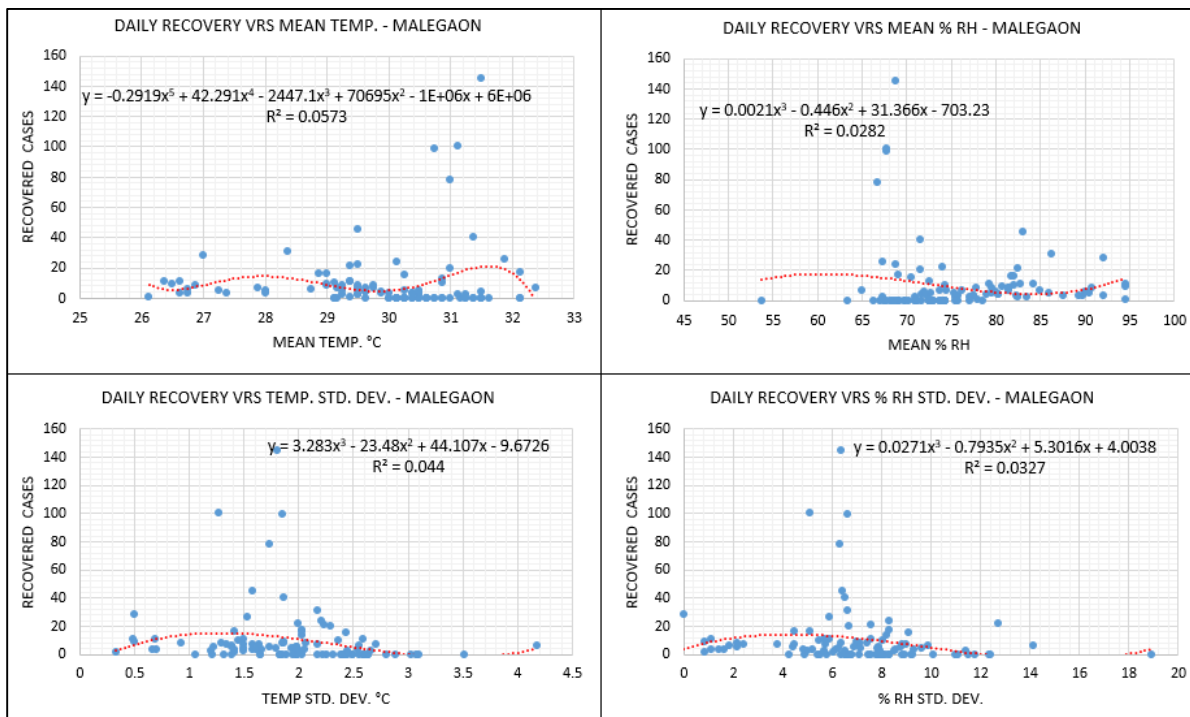 DAILY RECOVERY VRS MEAN TEMP. - MALEGAON
160
140
120
100
80
60
40
20
0
RECOVERED CASES
y = -0.2919x⁵ + 42.291x⁴ - 2447.1x³ + 70695x² - 1E+06x + 6E+06
R² = 0.0573
25 26 27 28 29 30 31 32 33
MEAN TEMP. °C
DAILY RECOVERY VRS MEAN % RH - MALEGAON
160
140
120
100
80
60
40
20
0
RECOVERED CASES
y = 0.0021x³ - 0.446x² + 31.366x - 703.23
R² = 0.0282
45 50 55 60 65 70 75 80 85 90 95 100
MEAN % RH
DAILY RECOVERY VRS TEMP. STD. DEV. - MALEGAON
160
140
120
100
80
60
40
20
0
RECOVERED CASES
y = 3.283x³ - 23.48x² + 44.107x - 9.6726
R² = 0.044
0 0.5 1 1.5 2 2.5 3 3.5 4 4.5
TEMP STD. DEV. °C
DAILY RECOVERY VRS % RH STD. DEV. - MALEGAON
160
140
120
100
80
60
40
20
0
RECOVERED CASES
y = 0.0271x³ - 0.7935x² + 5.3016x + 4.0038
R² = 0.0327
0 2 4 6 8 10 12 14 16 18 20
% RH STD. DEV.